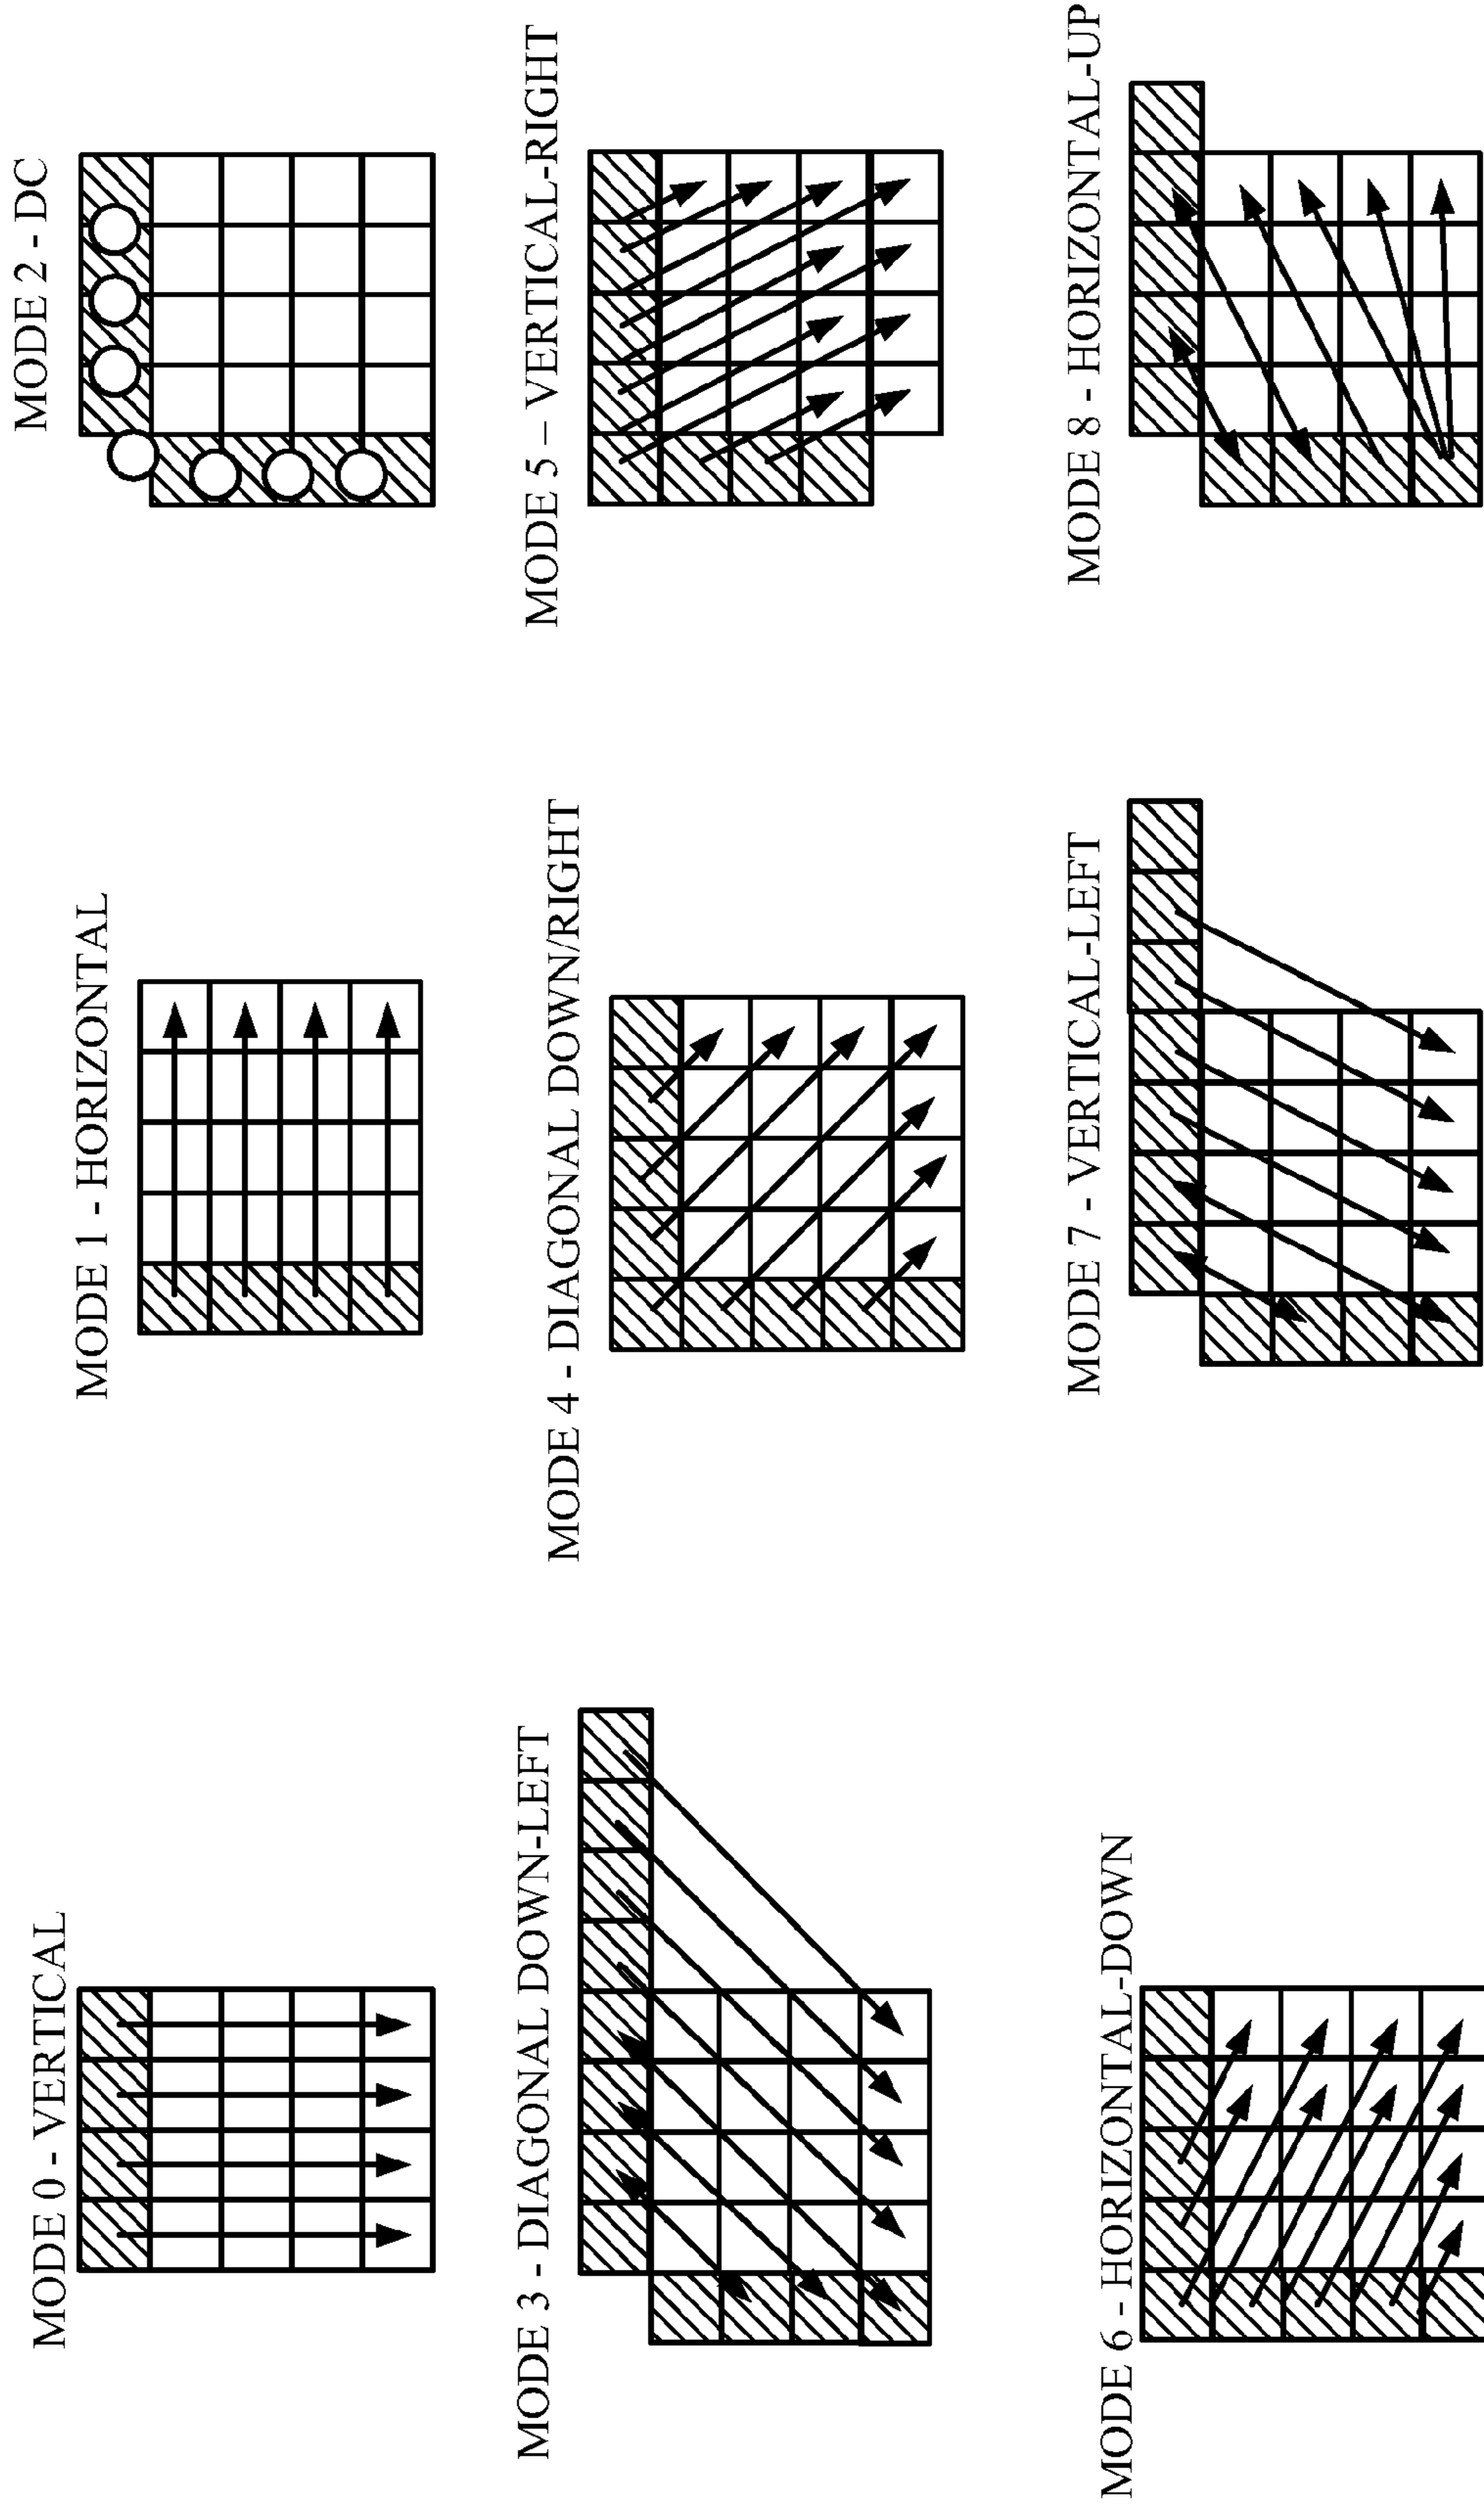 MODE 0 - VERTICAL
MODE 1 - HORIZONTAL
MODE 2 - DC
MODE 3 - DIAGONAL DOWN-LEFT
MODE 4 - DIAGONAL DOWN/RIGHT
MODE 5 – VERTICAL-RIGHT
MODE 6 - HORIZONTAL-DOWN
MODE 7 - VERTICAL-LEFT
MODE 8 - HORIZONTAL-UP